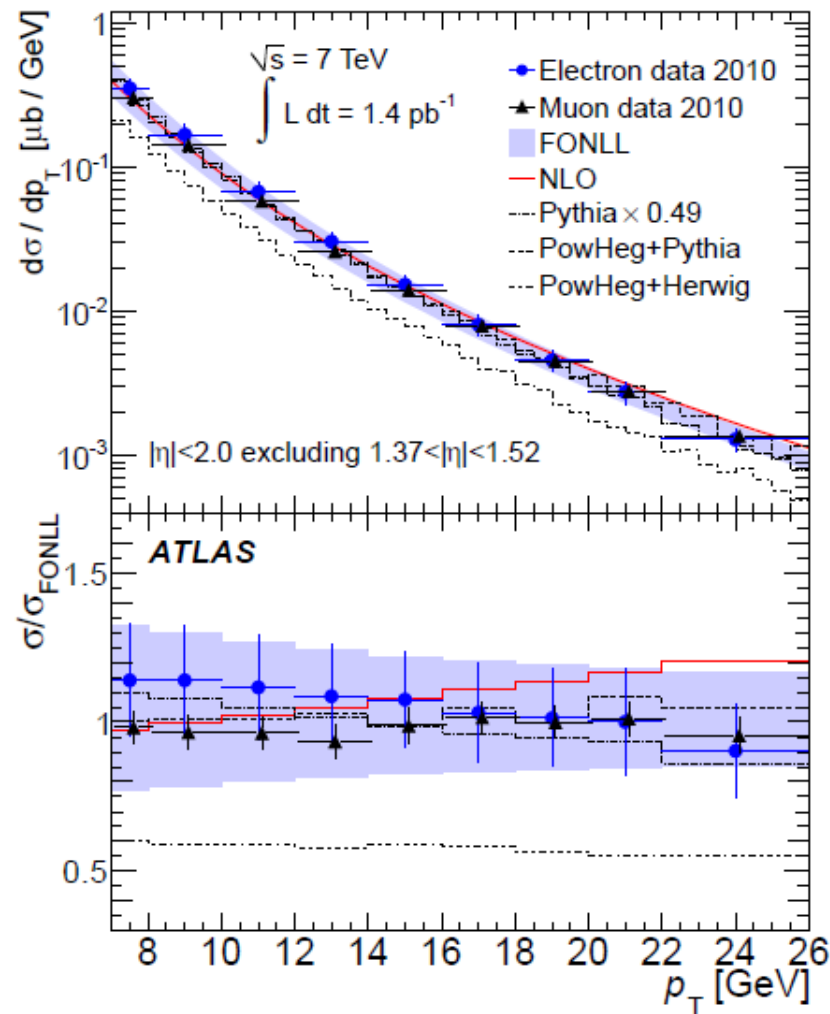 dσ / dp_T [μb / GeV]
1
10^-1
10^-2
10^-3
√s = 7 TeV
∫ L dt = 1.4 pb^-1
Electron data 2010
Muon data 2010
FONLL
NLO
Pythia × 0.49
PowHeg+Pythia
PowHeg+Herwig
|η|<2.0 excluding 1.37<|η|<1.52
ATLAS
σ/σ_FONLL
1.5
1
0.5
8 10 12 14 16 18 20 22 24 26
p_T [GeV]